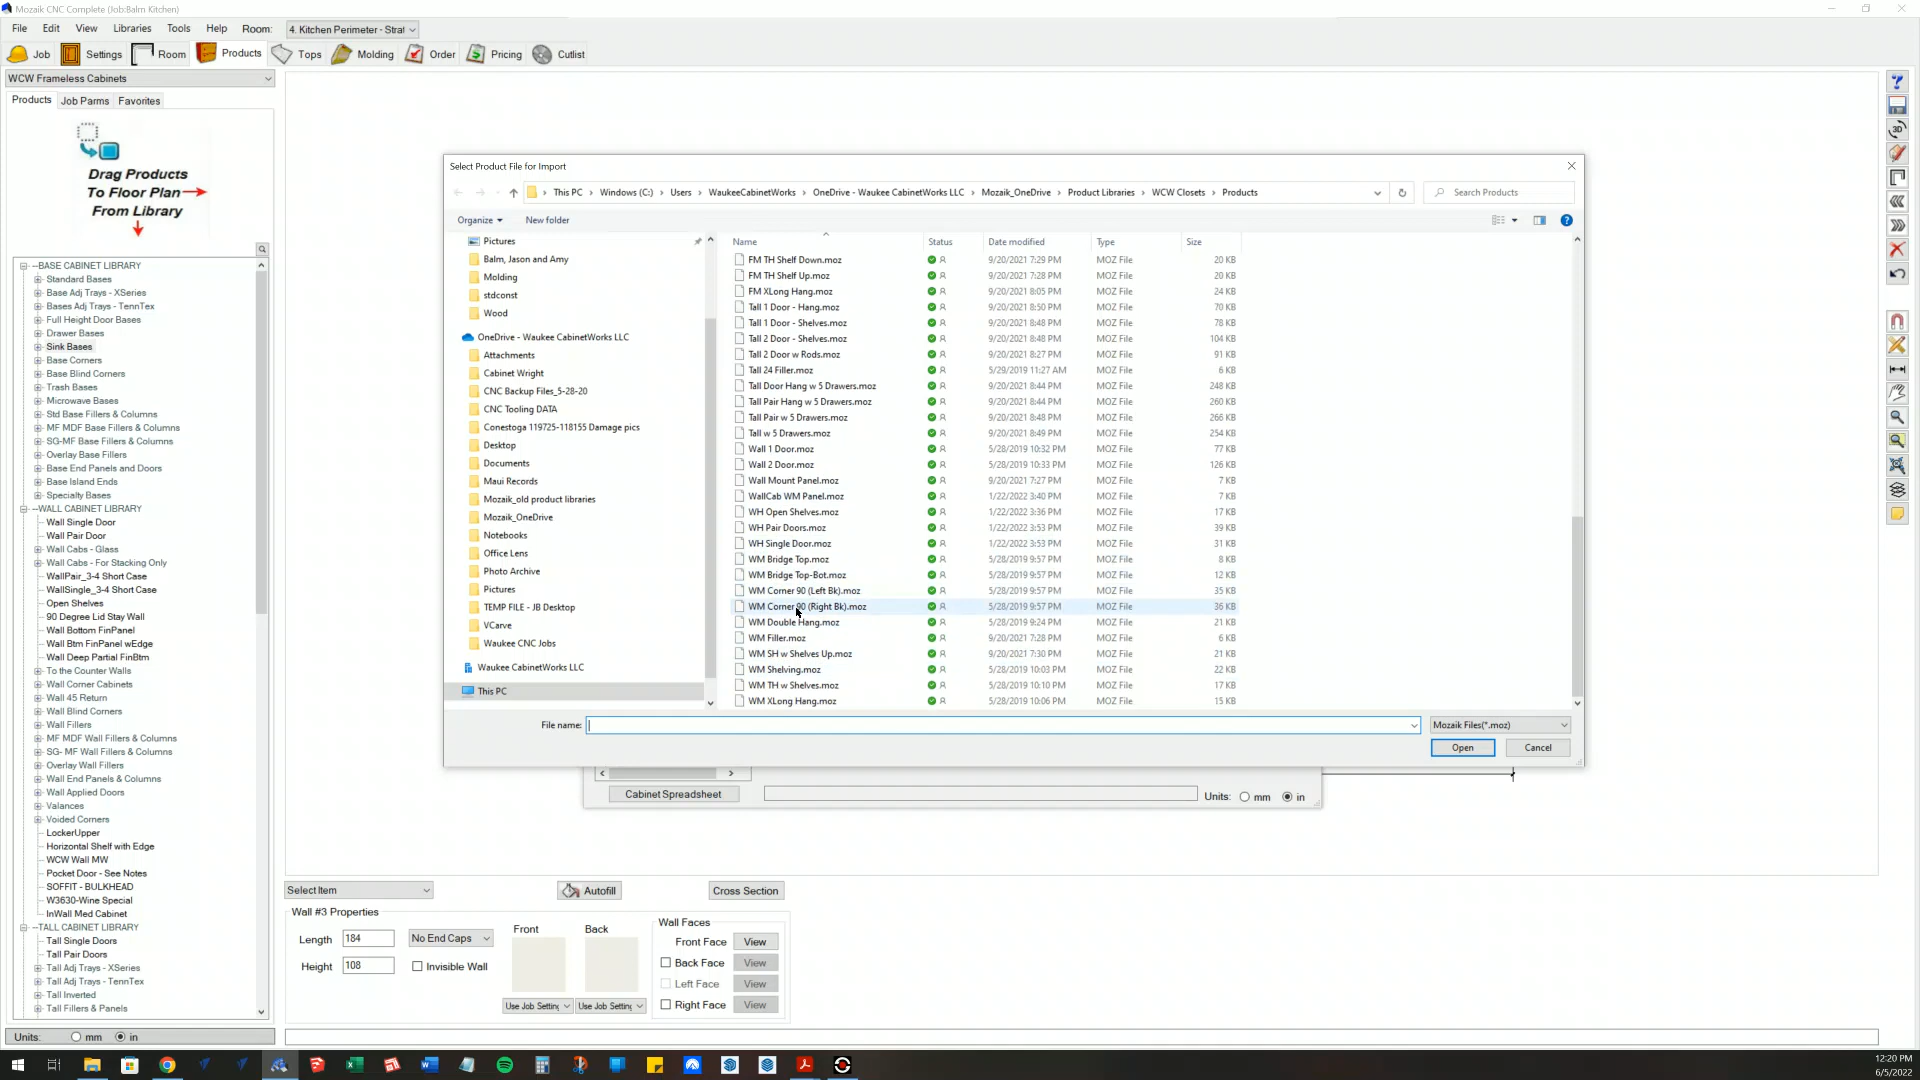 Mozaik CNC Complete (Job:Balm Kitchen)
File Edit View Libraries Tools Help Room: 4. Kitchen Perimeter - Strat
Job Settings Room Products Tops Molding Order Pricing Cutlist
WCW Frameless Cabinets
Products Job Parms Favorites
Drag Products
To Floor Plan
From Library
--BASE CABINET LIBRARY
Standard Bases
Base Adj Trays - XSeries
Bases Adj Trays - TennTex
Full Height Door Bases
Drawer Bases
Sink Bases
Base Corners
Base Blind Corners
Trash Bases
Microwave Bases
Std Base Fillers & Columns
MF MDF Base Fillers & Columns
SG-MF Base Fillers & Columns
Overlay Base Fillers
Base End Panels and Doors
Base Island Ends
Specialty Bases
--WALL CABINET LIBRARY
Wall Single Door
Wall Pair Door
Wall Cabs - Glass
Wall Cabs - For Stacking Only
WallPair_3-4 Short Case
WallSingle_3-4 Short Case
Open Shelves
90 Degree Lid Stay Wall
Wall Bottom FinPanel
Wall Btm FinPanel wEdge
Wall Deep Partial FinBtm
To the Counter Walls
Wall Corner Cabinets
Wall 45 Return
Wall Blind Corners
Wall Fillers
MF MDF Wall Fillers & Columns
SG- MF Wall Fillers & Columns
Overlay Wall Fillers
Wall End Panels & Columns
Wall Applied Doors
Valances
Voided Corners
LockerUpper
Horizontal Shelf with Edge
WCW Wall MW
Pocket Door - See Notes
SOFFIT - BULKHEAD
W3630-Wine Special
InWall Med Cabinet
--TALL CABINET LIBRARY
Tall Single Doors
Tall Pair Doors
Tall Adj Trays - XSeries
Tall Adj Trays - TennTex
Tall Inverted
Tall Fillers & Panels
Units: mm in
Select Product File for Import
This PC › Windows (C:) › Users › WaukeeCabinetWorks › OneDrive - Waukee CabinetWorks LLC › Mozaik_OneDrive › Product Libraries › WCW Closets › Products
Search Products
Organize New folder
Pictures
Balm, Jason and Amy
Molding
stdconst
Wood
OneDrive - Waukee CabinetWorks LLC
Attachments
Cabinet Wright
CNC Backup Files_5-28-20
CNC Tooling DATA
Conestoga 119725-118155 Damage pics
Desktop
Documents
Maui Records
Mozaik_old product libraries
Mozaik_OneDrive
Notebooks
Office Lens
Photo Archive
Pictures
TEMP FILE - JB Desktop
VCarve
Waukee CNC Jobs
Waukee CabinetWorks LLC
This PC
Name Status Date modified Type Size
FM TH Shelf Down.moz 9/20/2021 7:29 PM MOZ File 20 KB
FM TH Shelf Up.moz 9/20/2021 7:28 PM MOZ File 20 KB
FM XLong Hang.moz 9/20/2021 8:05 PM MOZ File 24 KB
Tall 1 Door - Hang.moz 9/20/2021 8:50 PM MOZ File 70 KB
Tall 1 Door - Shelves.moz 9/20/2021 8:48 PM MOZ File 78 KB
Tall 2 Door - Shelves.moz 9/20/2021 8:48 PM MOZ File 104 KB
Tall 2 Door w Rods.moz 9/20/2021 8:27 PM MOZ File 91 KB
Tall 24 Filler.moz 5/29/2019 11:27 AM MOZ File 6 KB
Tall Door Hang w 5 Drawers.moz 9/20/2021 8:44 PM MOZ File 248 KB
Tall Pair Hang w 5 Drawers.moz 9/20/2021 8:44 PM MOZ File 260 KB
Tall Pair w 5 Drawers.moz 9/20/2021 8:48 PM MOZ File 266 KB
Tall w 5 Drawers.moz 9/20/2021 8:49 PM MOZ File 254 KB
Wall 1 Door.moz 5/28/2019 10:32 PM MOZ File 77 KB
Wall 2 Door.moz 5/28/2019 10:33 PM MOZ File 126 KB
Wall Mount Panel.moz 9/20/2021 7:27 PM MOZ File 7 KB
WallCab WM Panel.moz 1/22/2022 3:40 PM MOZ File 7 KB
WH Open Shelves.moz 1/22/2022 3:36 PM MOZ File 17 KB
WH Pair Doors.moz 1/22/2022 3:53 PM MOZ File 39 KB
WH Single Door.moz 1/22/2022 3:53 PM MOZ File 31 KB
WM Bridge Top.moz 5/28/2019 9:57 PM MOZ File 8 KB
WM Bridge Top-Bot.moz 5/28/2019 9:57 PM MOZ File 12 KB
WM Corner 90 (Left Bk).moz 5/28/2019 9:57 PM MOZ File 35 KB
WM Corner 90 (Right Bk).moz 5/28/2019 9:57 PM MOZ File 36 KB
WM Double Hang.moz 5/28/2019 9:24 PM MOZ File 21 KB
WM Filler.moz 9/20/2021 7:28 PM MOZ File 6 KB
WM SH w Shelves Up.moz 9/20/2021 7:30 PM MOZ File 21 KB
WM Shelving.moz 5/28/2019 10:03 PM MOZ File 22 KB
WM TH w Shelves.moz 5/28/2019 10:10 PM MOZ File 17 KB
WM XLong Hang.moz 5/28/2019 10:06 PM MOZ File 15 KB
File name: Mozaik Files(*.moz)
Open Cancel
Cabinet Spreadsheet Units: mm in
Select Item Autofill Cross Section
Wall #3 Properties
Length 184 No End Caps
Height 108 Invisible Wall
Front Back
Use Job Setting Use Job Setting
Wall Faces
Front Face View
Back Face View
Left Face View
Right Face View
3D
12:20 PM
6/5/2022